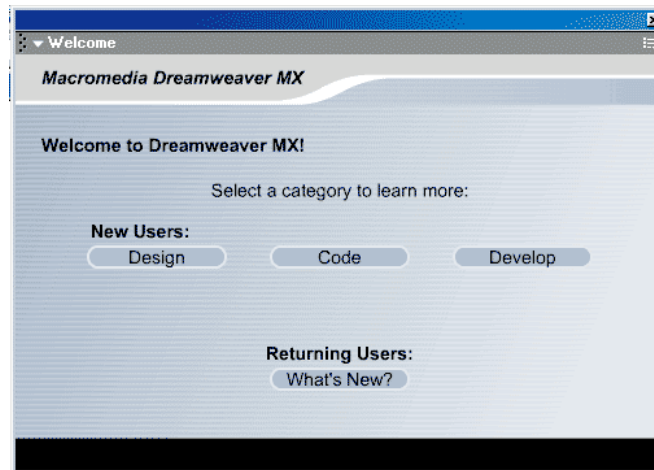 Welcome
Macromedia Dreamweaver MX
Welcome to Dreamweaver MX!
Select a category to learn more:
New Users:
Design Code Develop
Returning Users:
What's New?